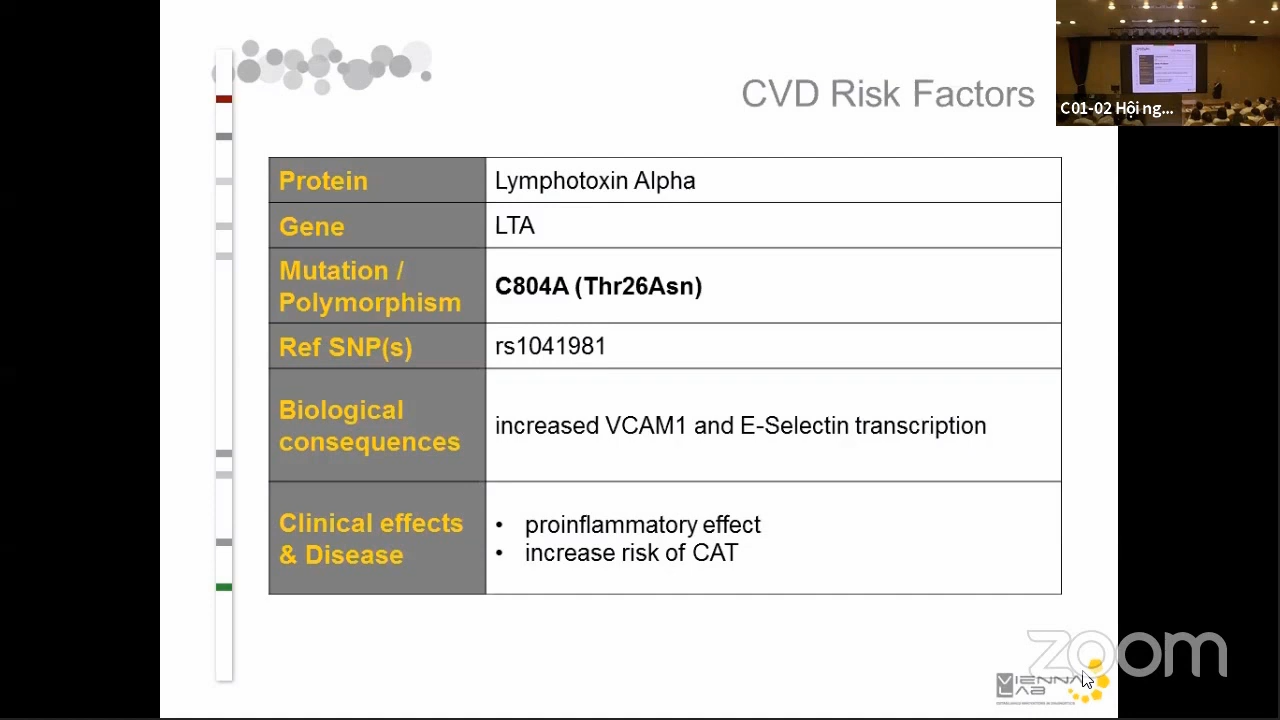 CVD Risk Factors
C01-02 Hội ng...
Protein
Lymphotoxin Alpha
Gene
LTA
Mutation /
Polymorphism
C804A (Thr26Asn)
Ref SNP(s)
rs1041981
Biological
consequences
increased VCAM1 and E-Selectin transcription
Clinical effects
& Disease
• proinflammatory effect
• increase risk of CAT
zoom
VIENNA
LAB